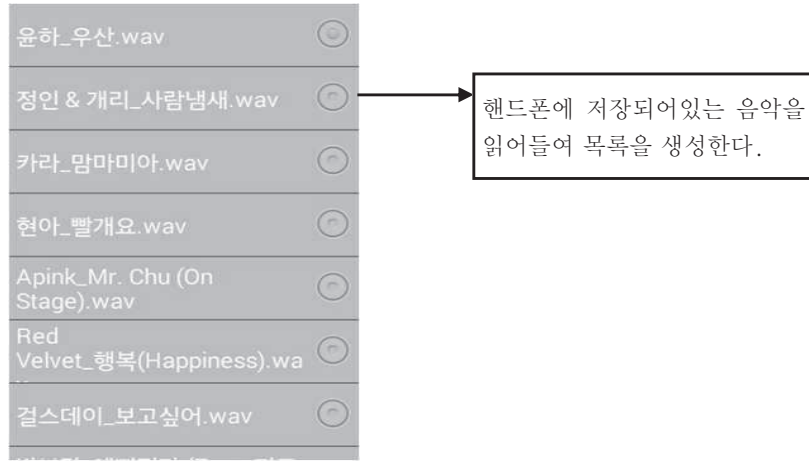 윤하_우산.wav
정인 & 개리_사람냄새.wav
카라_맘마미아.wav
현아_빨개요.wav
Apink_Mr. Chu (On
Stage).wav
Red
Velvet_행복(Happiness).wa
걸스데이_보고싶어.wav
핸드폰에 저장되어있는 음악을
읽어들여 목록을 생성한다.